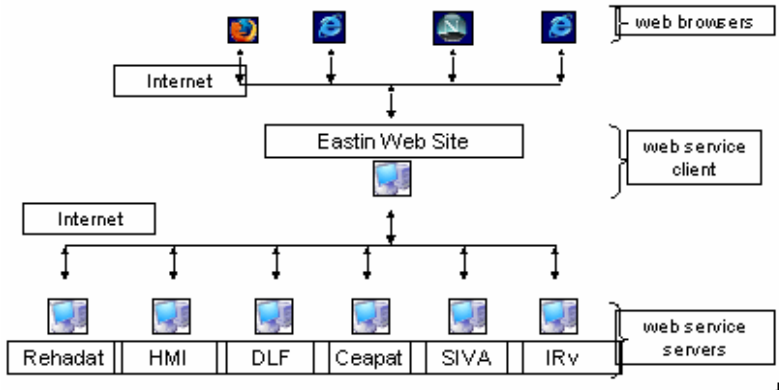 web browsers
Internet
Eastin Web Site
web service
client
Internet
Rehadat
HMI
DLF
Ceapat
SIVA
IRv
web service
servers